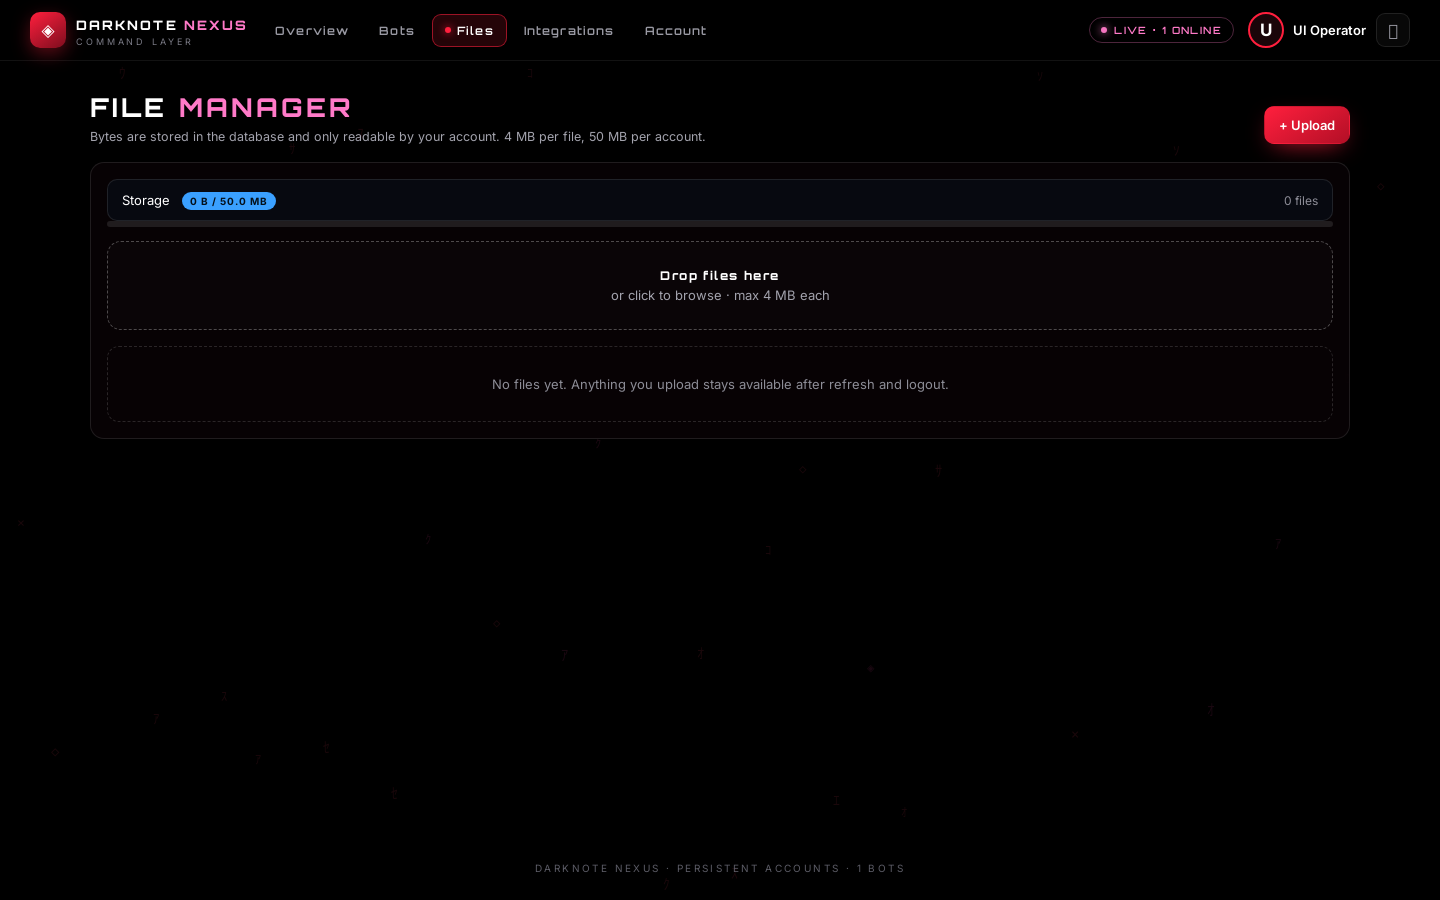 DARKNOTE NEXUS
COMMAND LAYER
Overview
Bots
Files
Integrations
Account
LIVE · 1 ONLINE
U
UI Operator
FILE MANAGER
Bytes are stored in the database and only readable by your account. 4 MB per file, 50 MB per account.
+ Upload
Storage
0 B / 50.0 MB
0 files
Drop files here
or click to browse · max 4 MB each
No files yet. Anything you upload stays available after refresh and logout.
DARKNOTE NEXUS · PERSISTENT ACCOUNTS · 1 BOTS